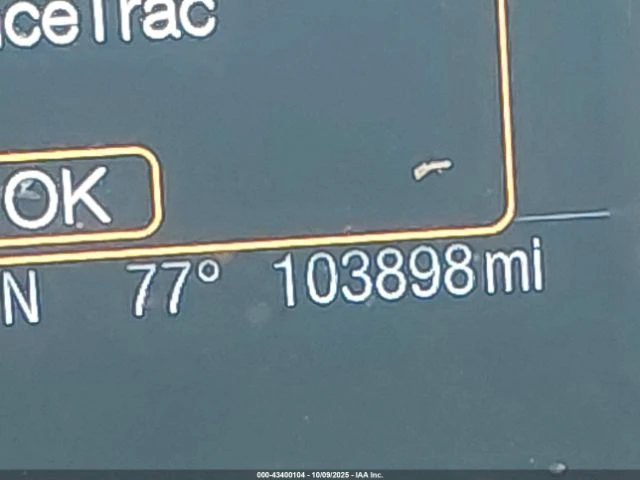 ceTrac
OK
N 77° 103898 mi
000-43400104 - 10/09/2025 - IAA Inc.